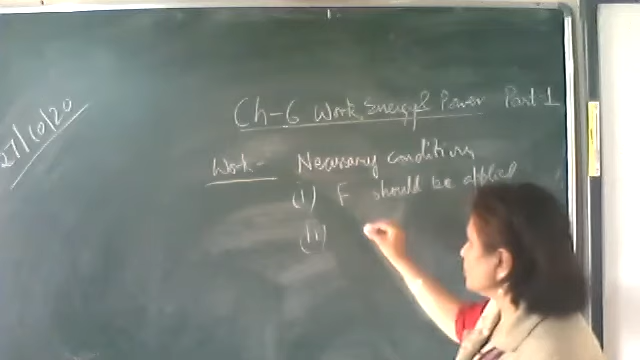 27/10/20
Ch-6 Work, Energy & Power Part-1
Work- Necessary conditions
(i) F should be applied
(ii)